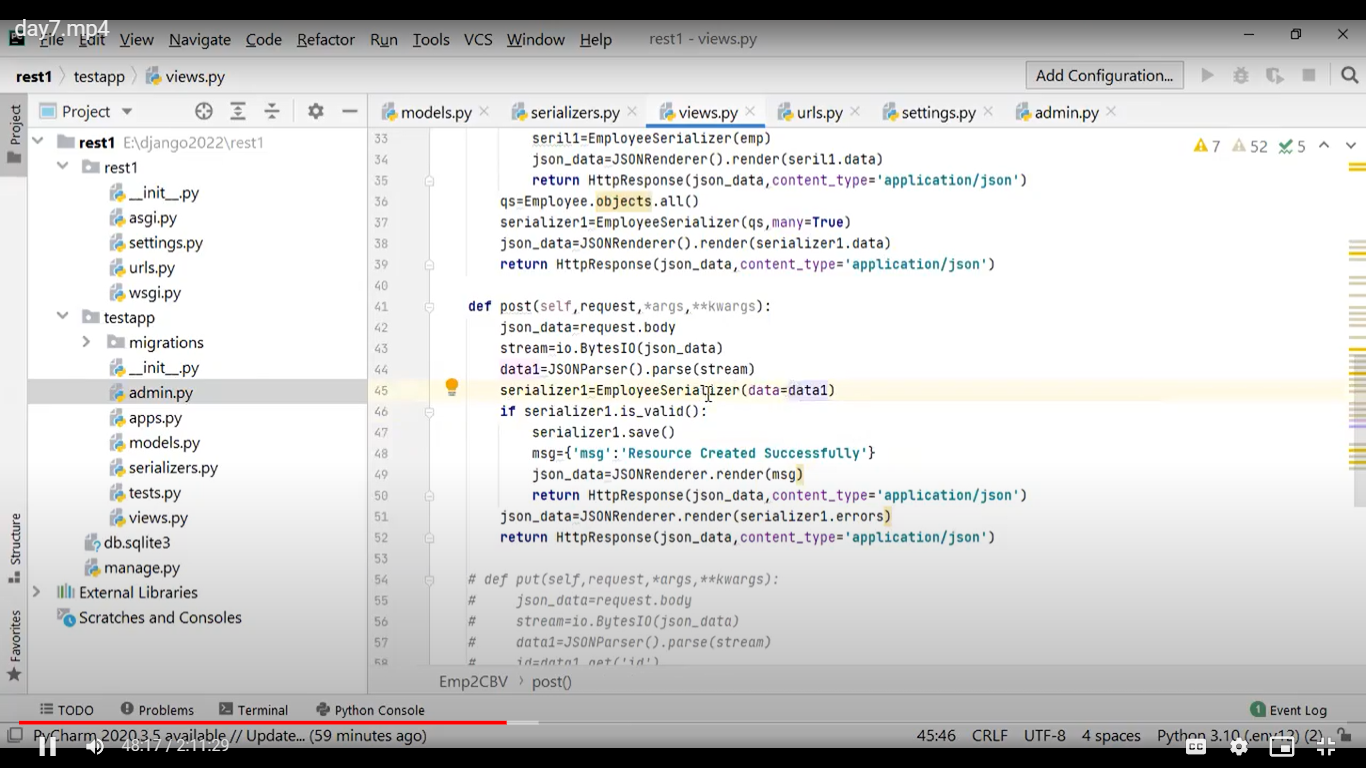 day7.mp4
File Edit View Navigate Code Refactor Run Tools VCS Window Help rest1 - views.py
rest1 testapp views.py Add Configuration...
Project
Project
models.py serializers.py views.py urls.py settings.py admin.py
7 52 5
rest1 E:\django2022\rest1
rest1
__init__.py
asgi.py
settings.py
urls.py
wsgi.py
testapp
migrations
__init__.py
admin.py
apps.py
models.py
serializers.py
tests.py
views.py
db.sqlite3
manage.py
External Libraries
Scratches and Consoles
Structure
Favorites
33 seril1=EmployeeSerializer(emp)
34 json_data=JSONRenderer().render(seril1.data)
35 return HttpResponse(json_data,content_type='application/json')
36 qs=Employee.objects.all()
37 serializer1=EmployeeSerializer(qs,many=True)
38 json_data=JSONRenderer().render(serializer1.data)
39 return HttpResponse(json_data,content_type='application/json')
40
41 def post(self,request,*args,**kwargs):
42 json_data=request.body
43 stream=io.BytesIO(json_data)
44 data1=JSONParser().parse(stream)
45 serializer1=EmployeeSerializer(data=data1)
46 if serializer1.is_valid():
47 serializer1.save()
48 msg={'msg':'Resource Created Successfully'}
49 json_data=JSONRenderer.render(msg)
50 return HttpResponse(json_data,content_type='application/json')
51 json_data=JSONRenderer.render(serializer1.errors)
52 return HttpResponse(json_data,content_type='application/json')
53
54 # def put(self,request,*args,**kwargs):
55 # json_data=request.body
56 # stream=io.BytesIO(json_data)
57 # data1=JSONParser().parse(stream)
58 # id=data1.get('id')
Emp2CBV post()
TODO Problems Terminal Python Console 1 Event Log
PyCharm 2020.3.5 available // Update... (59 minutes ago) 45:46 CRLF UTF-8 4 spaces Python 3.10 (.env12) (2)
48:17 / 2:11:29 CC